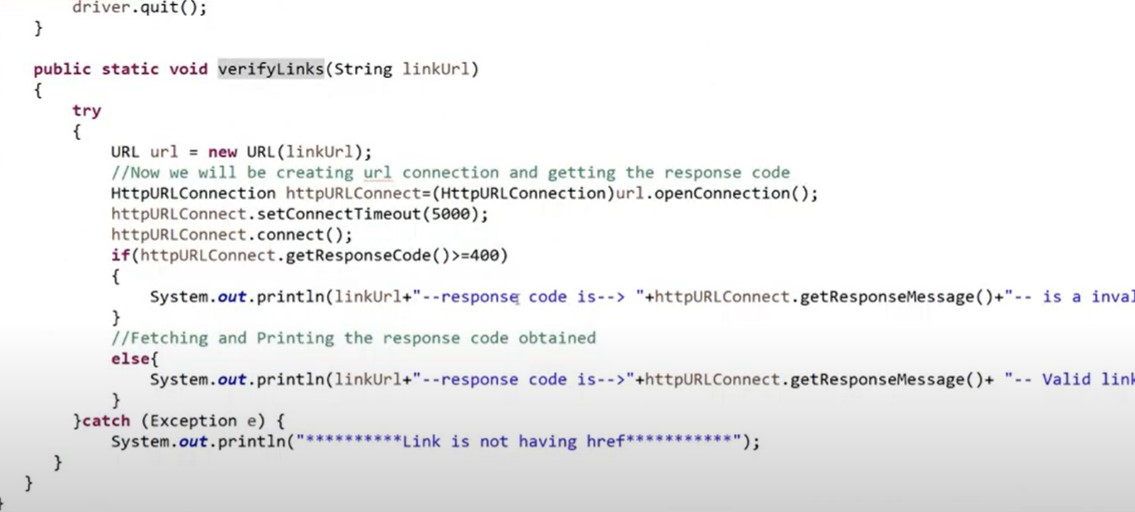 driver.quit();
}
public static void verifyLinks(String linkUrl)
{
try
{
URL url = new URL(linkUrl);
//Now we will be creating url connection and getting the response code
HttpURLConnection httpURLConnect=(HttpURLConnection)url.openConnection();
httpURLConnect.setConnectTimeout(5000);
httpURLConnect.connect();
if(httpURLConnect.getResponseCode()>=400)
{
System.out.println(linkUrl+"--response code is--> "+httpURLConnect.getResponseMessage()+"-- is a
}
//Fetching and Printing the response code obtained
else{
System.out.println(linkUrl+"--response code is-->"+httpURLConnect.getResponseMessage()+ "-- Valid link
}
}catch (Exception e) {
System.out.println("**********Link is not having href***********");
}
}
}